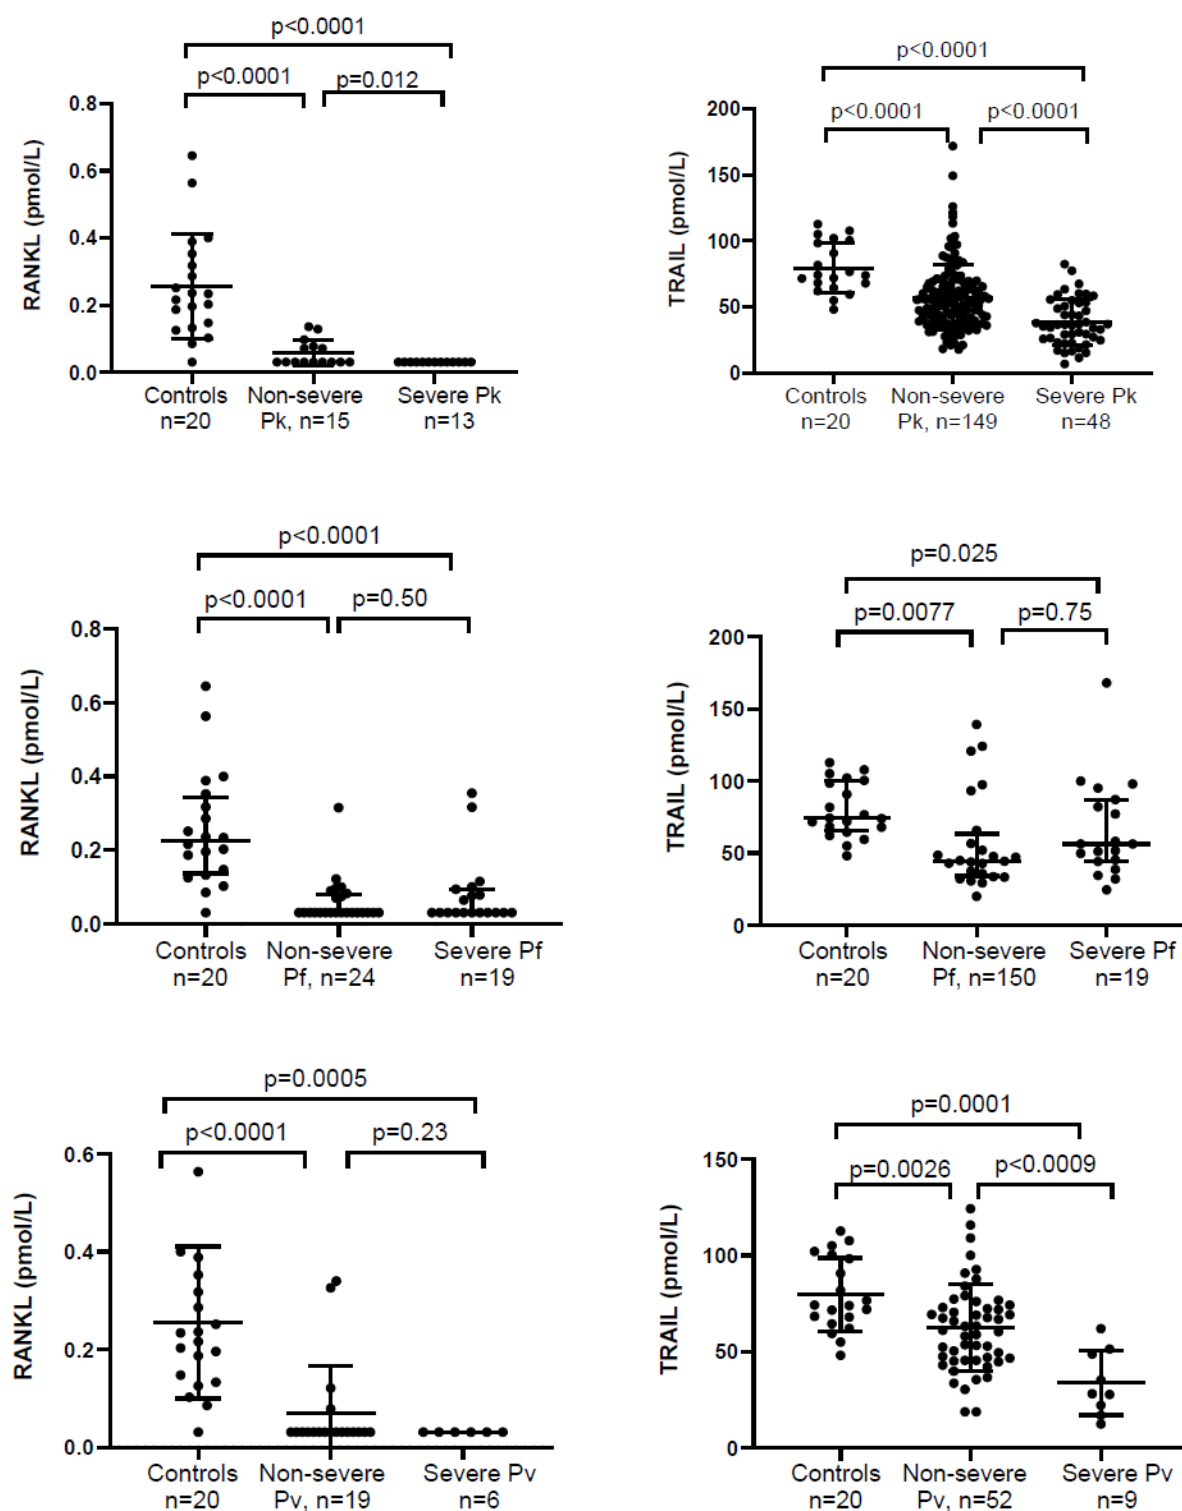 p<0.0001
p<0.0001 p=0.012
RANKL (pmol/L)
0.8
0.6
0.4
0.2
0.0
Controls Non-severe Severe Pk
n=20 Pk, n=15 n=13
p<0.0001
p<0.0001 p<0.0001
TRAIL (pmol/L)
200
150
100
50
0
Controls Non-severe Severe Pk
n=20 Pk, n=149 n=48
p<0.0001
p<0.0001 p=0.50
RANKL (pmol/L)
0.8
0.6
0.4
0.2
0.0
Controls Non-severe Severe Pf
n=20 Pf, n=24 n=19
p=0.025
p=0.0077 p=0.75
TRAIL (pmol/L)
200
150
100
50
0
Controls Non-severe Severe Pf
n=20 Pf, n=150 n=19
p=0.0005
p<0.0001 p=0.23
RANKL (pmol/L)
0.6
0.4
0.2
0.0
Controls Non-severe Severe Pv
n=20 Pv, n=19 n=6
p=0.0001
p=0.0026 p<0.0009
TRAIL (pmol/L)
150
100
50
0
Controls Non-severe Severe Pv
n=20 Pv, n=52 n=9